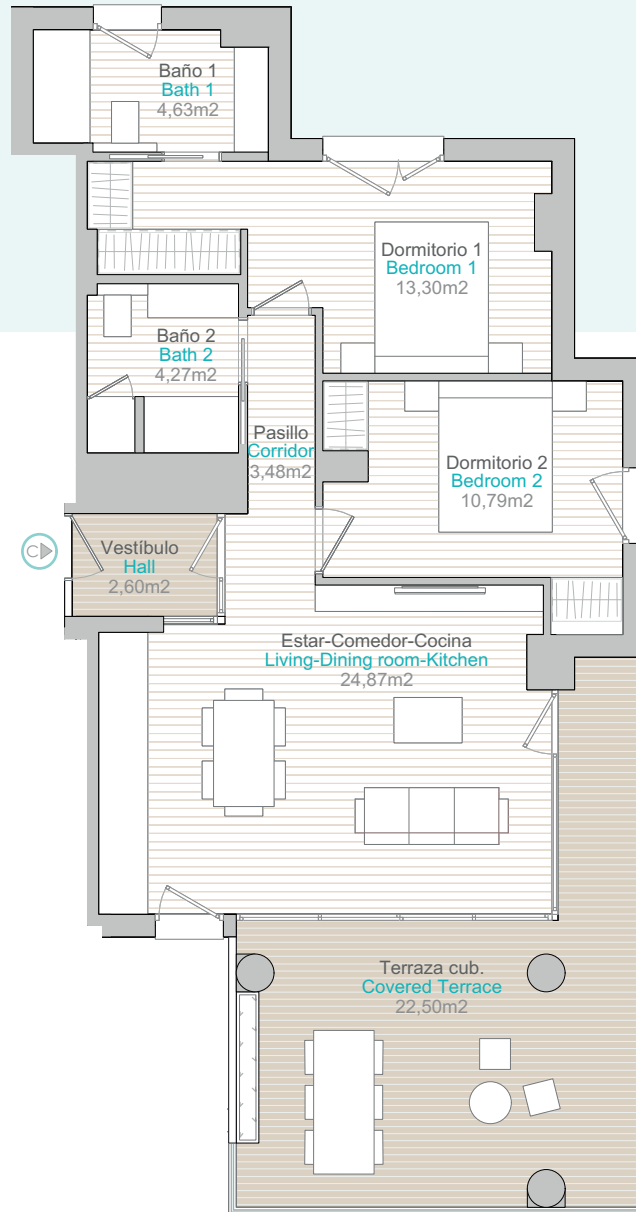 Baño 1
Bath 1
4,63m2
Dormitorio 1
Bedroom 1
13,30m2
Baño 2
Bath 2
4,27m2
Pasillo
Corridor
3,48m2
Dormitorio 2
Bedroom 2
10,79m2
C
Vestíbulo
Hall
2,60m2
Estar-Comedor-Cocina
Living-Dining room-Kitchen
24,87m2
Terraza cub.
Covered Terrace
22,50m2